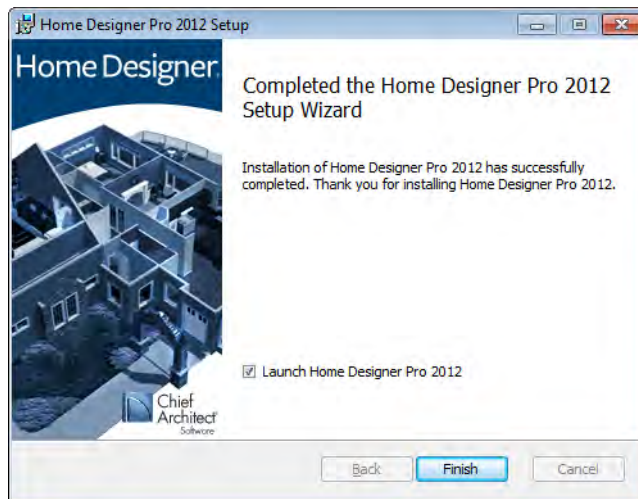 Home Designer Pro 2012 Setup
Home Designer
Completed the Home Designer Pro 2012
Setup Wizard
Installation of Home Designer Pro 2012 has successfully
completed. Thank you for installing Home Designer Pro 2012.
Launch Home Designer Pro 2012
Chief
Architect
Software
Back
Finish
Cancel